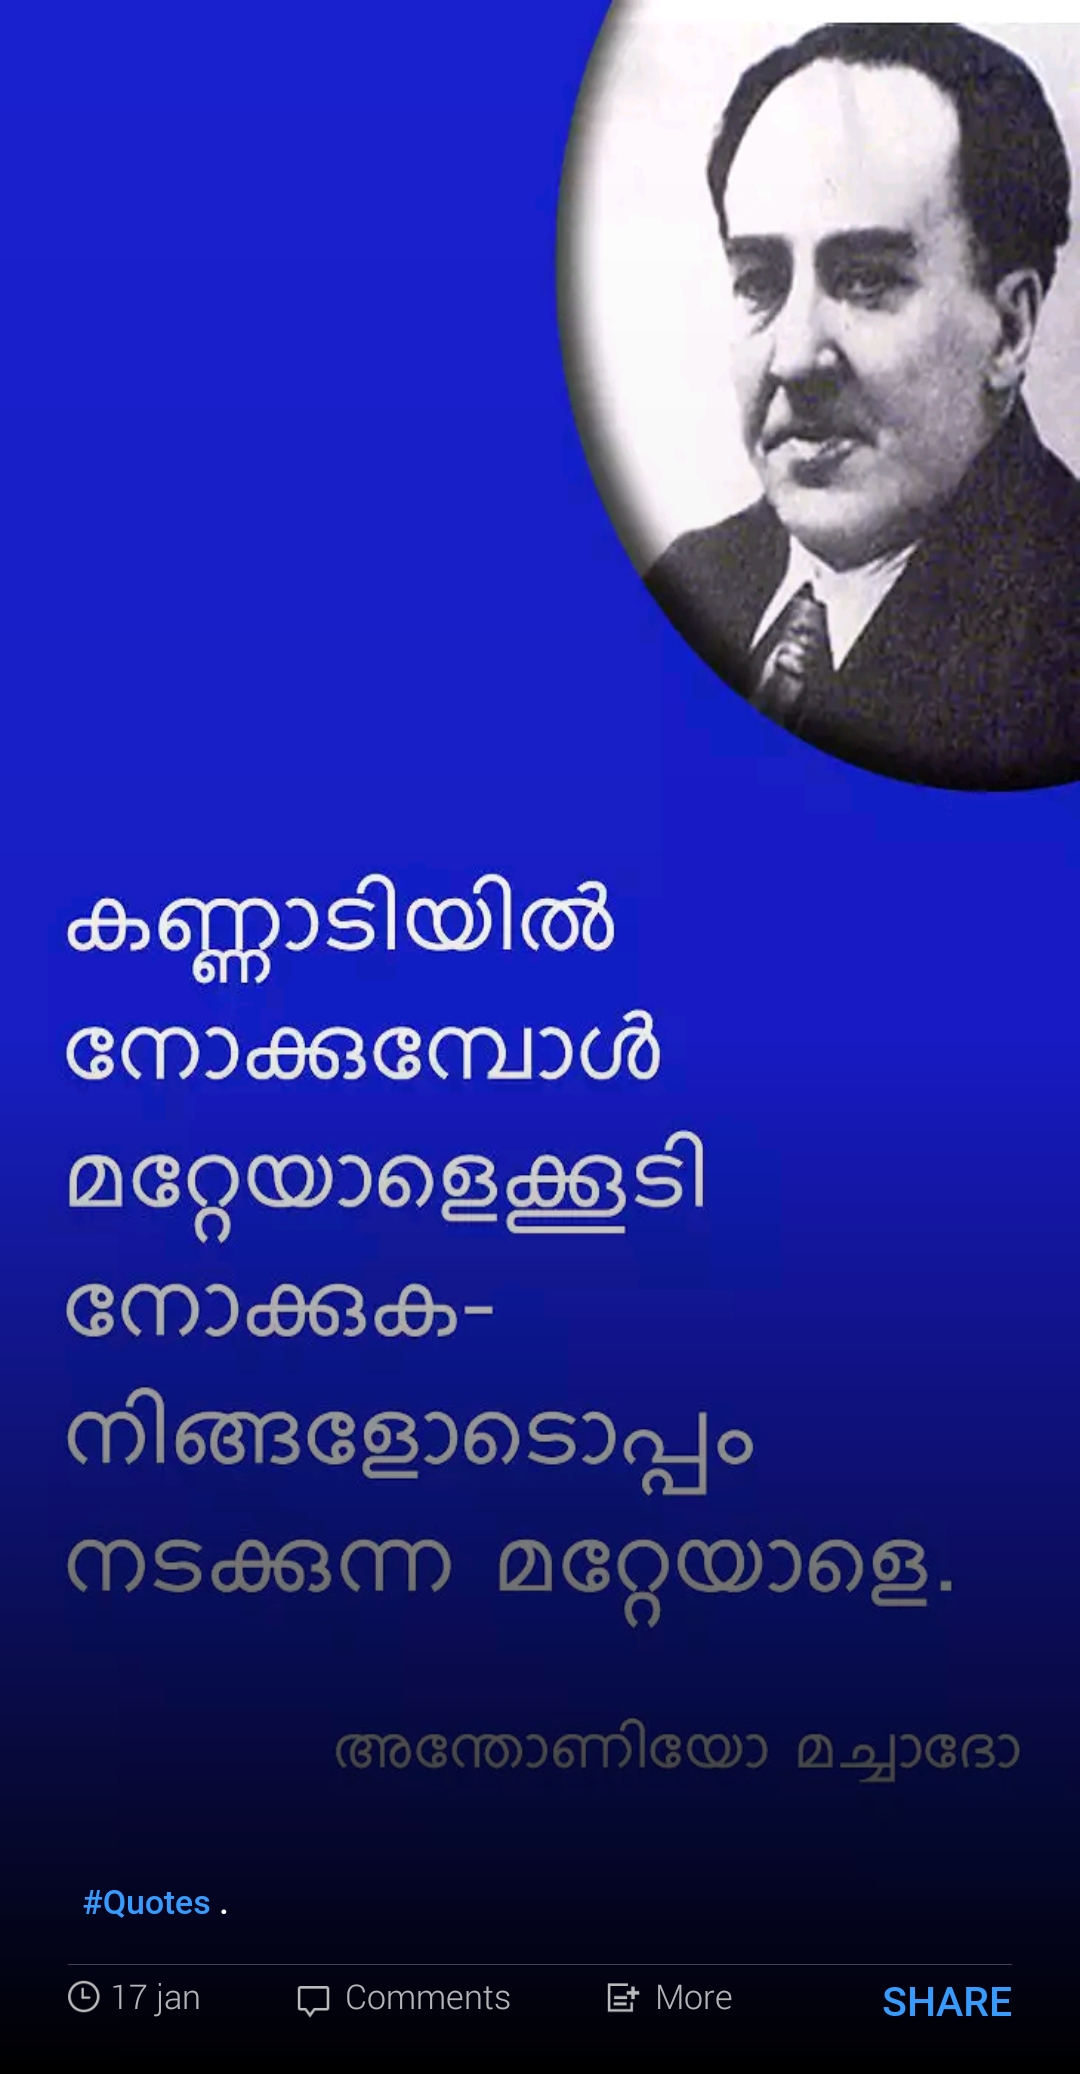 കണ്ണാടിയിൽ
നോക്കുമ്പോൾ
മറ്റേയാളെക്കൂടി
നോക്കുക-
നിങ്ങളോടൊപ്പം
നടക്കുന്ന മറ്റേയാളെ.
അന്തോണിയോ മച്ചാദോ
#Quotes .
17 jan Comments More SHARE